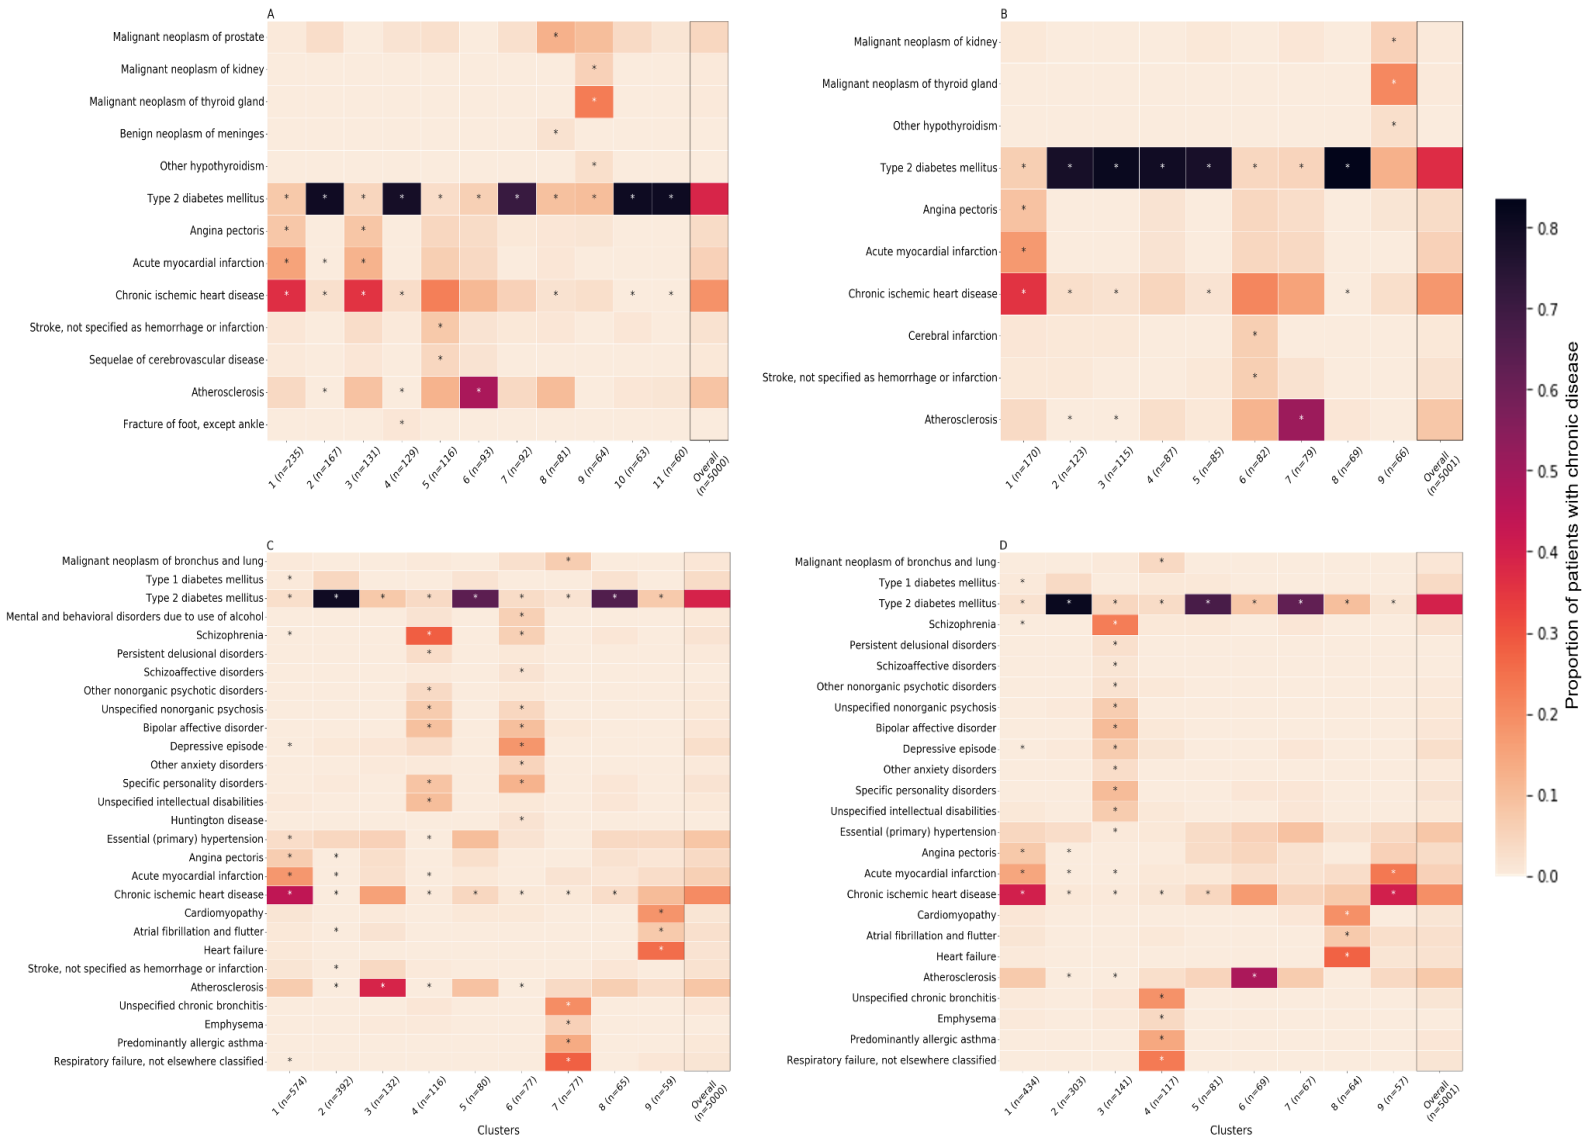 A
Malignant neoplasm of prostate
Malignant neoplasm of kidney
Malignant neoplasm of thyroid gland
Benign neoplasm of meninges
Other hypothyroidism
Type 2 diabetes mellitus
Angina pectoris
Acute myocardial infarction
Chronic ischemic heart disease
Stroke, not specified as hemorrhage or infarction
Sequelae of cerebrovascular disease
Atherosclerosis
Fracture of foot, except ankle
1 (n=235)
2 (n=167)
3 (n=131)
4 (n=129)
5 (n=116)
6 (n=93)
7 (n=92)
8 (n=81)
9 (n=64)
10 (n=63)
11 (n=60)
Overall
(n=5000)
B
Malignant neoplasm of kidney
Malignant neoplasm of thyroid gland
Other hypothyroidism
Type 2 diabetes mellitus
Angina pectoris
Acute myocardial infarction
Chronic ischemic heart disease
Cerebral infarction
Stroke, not specified as hemorrhage or infarction
Atherosclerosis
1 (n=170)
2 (n=123)
3 (n=115)
4 (n=87)
5 (n=85)
6 (n=82)
7 (n=79)
8 (n=69)
9 (n=66)
Overall
(n=5001)
C
Malignant neoplasm of bronchus and lung
Type 1 diabetes mellitus
Type 2 diabetes mellitus
Mental and behavioral disorders due to use of alcohol
Schizophrenia
Persistent delusional disorders
Schizoaffective disorders
Other nonorganic psychotic disorders
Unspecified nonorganic psychosis
Bipolar affective disorder
Depressive episode
Other anxiety disorders
Specific personality disorders
Unspecified intellectual disabilities
Huntington disease
Essential (primary) hypertension
Angina pectoris
Acute myocardial infarction
Chronic ischemic heart disease
Cardiomyopathy
Atrial fibrillation and flutter
Heart failure
Stroke, not specified as hemorrhage or infarction
Atherosclerosis
Unspecified chronic bronchitis
Emphysema
Predominantly allergic asthma
Respiratory failure, not elsewhere classified
1 (n=574)
2 (n=392)
3 (n=132)
4 (n=116)
5 (n=80)
6 (n=77)
7 (n=77)
8 (n=65)
9 (n=59)
Overall
(n=5000)
Clusters
D
Malignant neoplasm of bronchus and lung
Type 1 diabetes mellitus
Type 2 diabetes mellitus
Schizophrenia
Persistent delusional disorders
Schizoaffective disorders
Other nonorganic psychotic disorders
Unspecified nonorganic psychosis
Bipolar affective disorder
Depressive episode
Other anxiety disorders
Specific personality disorders
Unspecified intellectual disabilities
Essential (primary) hypertension
Angina pectoris
Acute myocardial infarction
Chronic ischemic heart disease
Cardiomyopathy
Atrial fibrillation and flutter
Heart failure
Atherosclerosis
Unspecified chronic bronchitis
Emphysema
Predominantly allergic asthma
Respiratory failure, not elsewhere classified
1 (n=434)
2 (n=303)
3 (n=141)
4 (n=117)
5 (n=81)
6 (n=69)
7 (n=67)
8 (n=64)
9 (n=57)
Overall
(n=5001)
Clusters
0.8
0.7
0.6
0.5
0.4
0.3
0.2
0.1
0.0
Proportion of patients with chronic disease